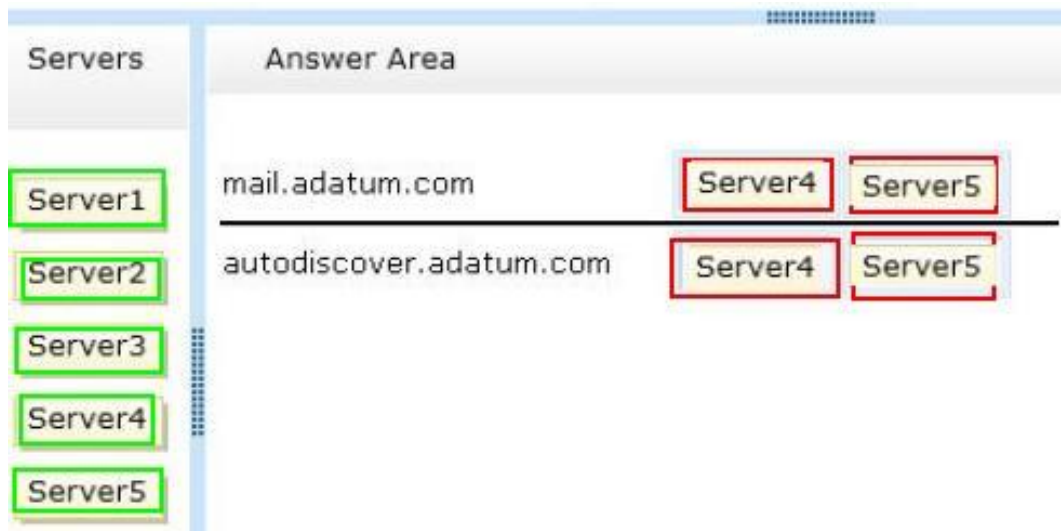 Servers
Answer Area
Server1
Server2
Server3
Server4
Server5
mail.adatum.com Server4 Server5
autodiscover.adatum.com Server4 Server5